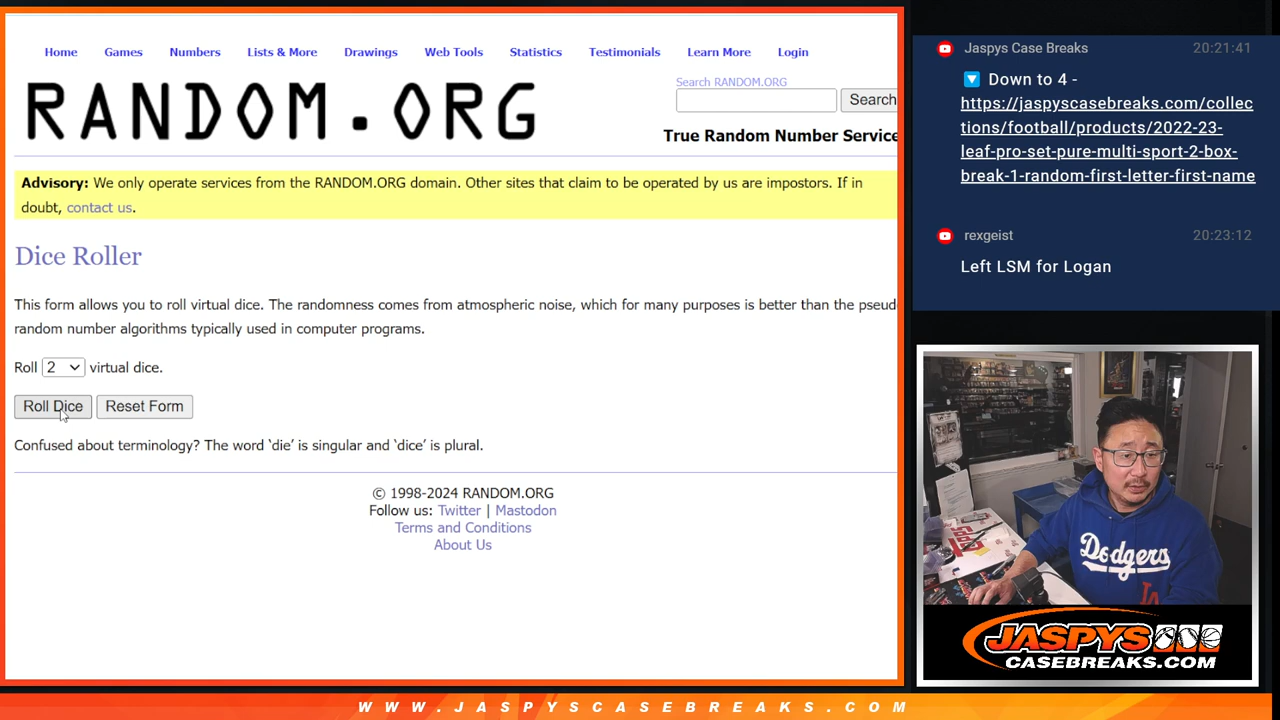 Home Games Numbers Lists & More Drawings Web Tools Statistics Testimonials Learn More Login
RANDOM.ORG
Search RANDOM.ORG
Search
True Random Number Service
Advisory: We only operate services from the RANDOM.ORG domain. Other sites that claim to be operated by us are impostors. If in
doubt, contact us.
Dice Roller
This form allows you to roll virtual dice. The randomness comes from atmospheric noise, which for many purposes is better than the pseudo
random number algorithms typically used in computer programs.
Roll 2 virtual dice.
Roll Dice Reset Form
Confused about terminology? The word ‘die’ is singular and ‘dice’ is plural.
© 1998-2024 RANDOM.ORG
Follow us: Twitter | Mastodon
Terms and Conditions
About Us
Jaspys Case Breaks 20:21:41
Down to 4 -
https://jaspyscasebreaks.com/collec
tions/football/products/2022-23-
leaf-pro-set-pure-multi-sport-2-box-
break-1-random-first-letter-first-name
rexgeist 20:23:12
Left LSM for Logan
Dodgers
JASPYS
CASEBREAKS.COM
WWW.JASPYSCASEBREAKS.COM